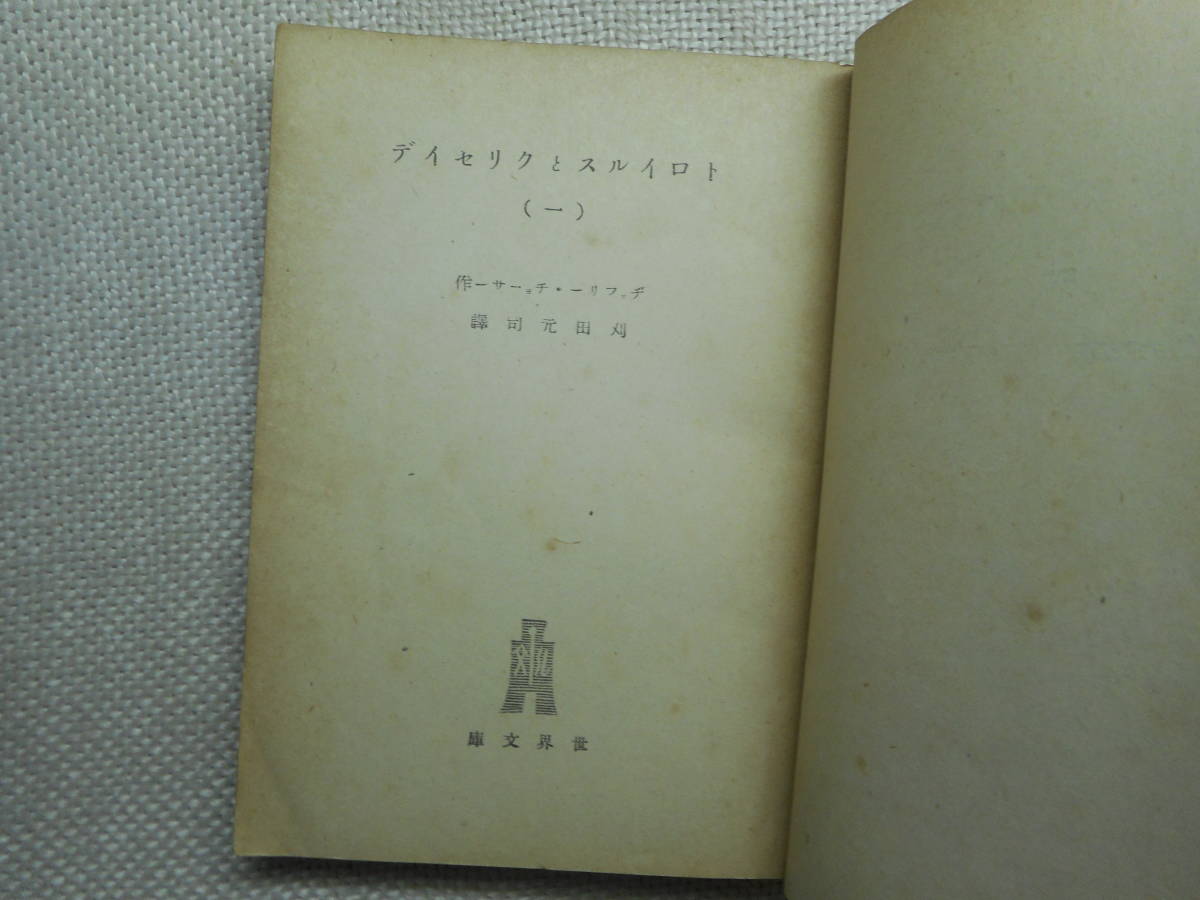 トロイルスとクリセイデ
(一)
ヂェフリー・チョーサー作
刈田元司譯
世界文庫